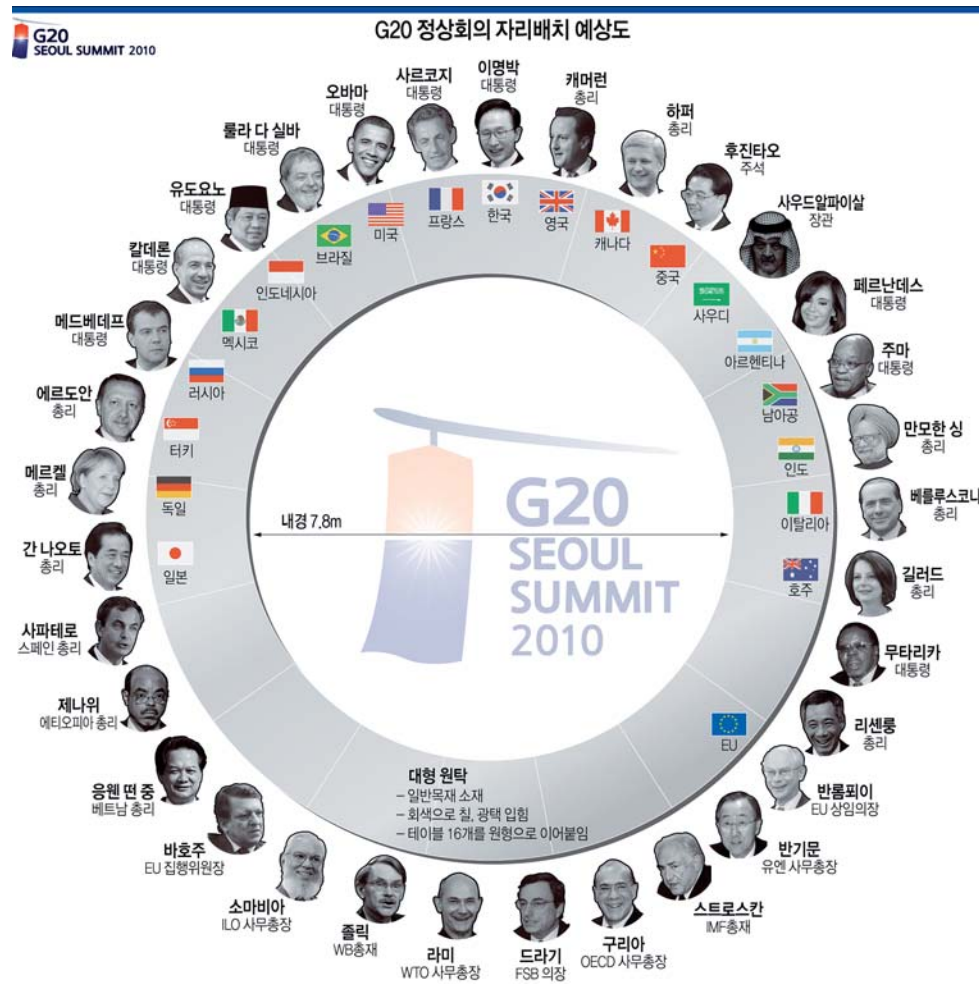 G20
SEOUL SUMMIT 2010
G20 정상회의 자리배치 예상도
이명박
대통령
캐머런
총리
하퍼
총리
후진타오
주석
사우드알파이살
장관
페르난데스
대통령
주마
대통령
만모한 싱
총리
베를루스코니
총리
길러드
총리
무타리카
대통령
리셴룽
총리
반롬푀이
EU 상임의장
반기문
유엔 사무총장
스트로스칸
IMF총재
구리아
OECD 사무총장
드라기
FSB 의장
라미
WTO 사무총장
졸릭
WB총재
소마비아
ILO 사무총장
바호주
EU 집행위원장
응웬 떤 중
베트남 총리
제나위
에티오피아 총리
사파테로
스페인 총리
간 나오토
총리
메르켈
총리
에르도안
총리
메드베데프
대통령
칼데론
대통령
유도요노
대통령
룰라 다 실바
대통령
오바마
대통령
사르코지
대통령
한국
영국
캐나다
중국
사우디
아르헨티나
남아공
인도
이탈리아
호주
EU
일본
독일
터키
러시아
멕시코
인도네시아
브라질
미국
프랑스
내경 7.8m
G20
SEOUL
SUMMIT
2010
대형 원탁
– 일반목재 소재
– 회색으로 칠, 광택 입힘
– 테이블 16개를 원형으로 이어붙임